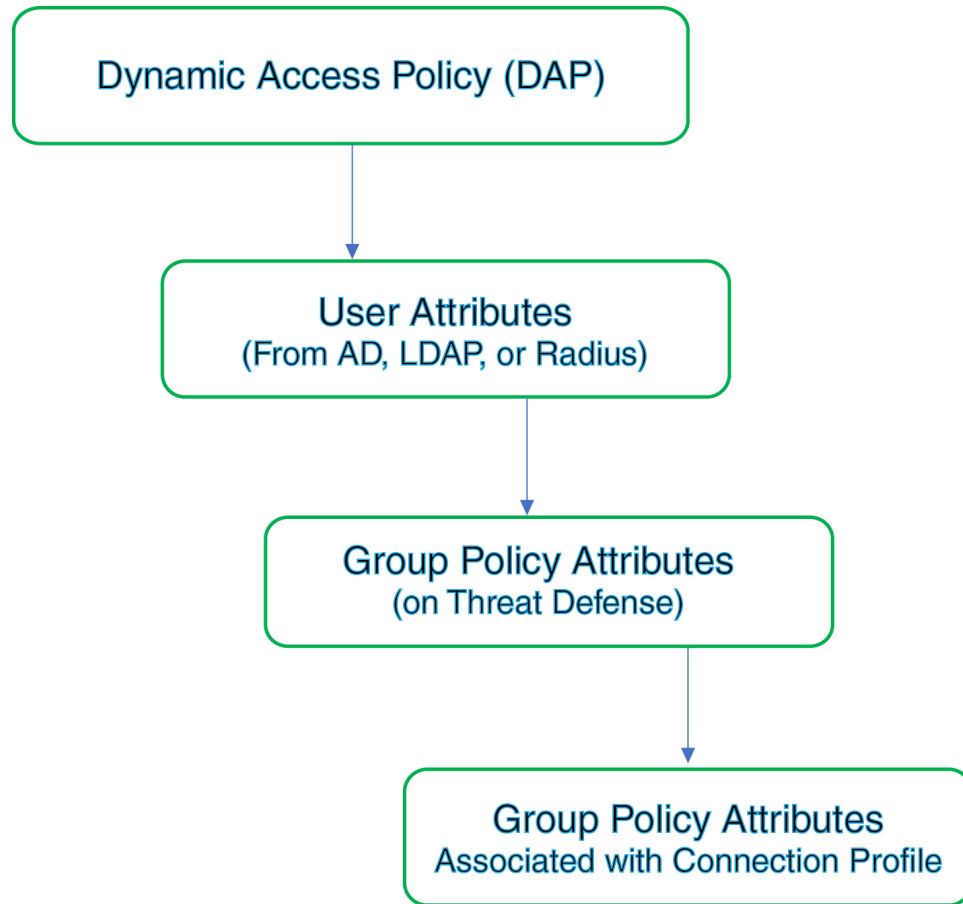 Dynamic Access Policy (DAP)
User Attributes
(From AD, LDAP, or Radius)
Group Policy Attributes
(on Threat Defense)
Group Policy Attributes
Associated with Connection Profile